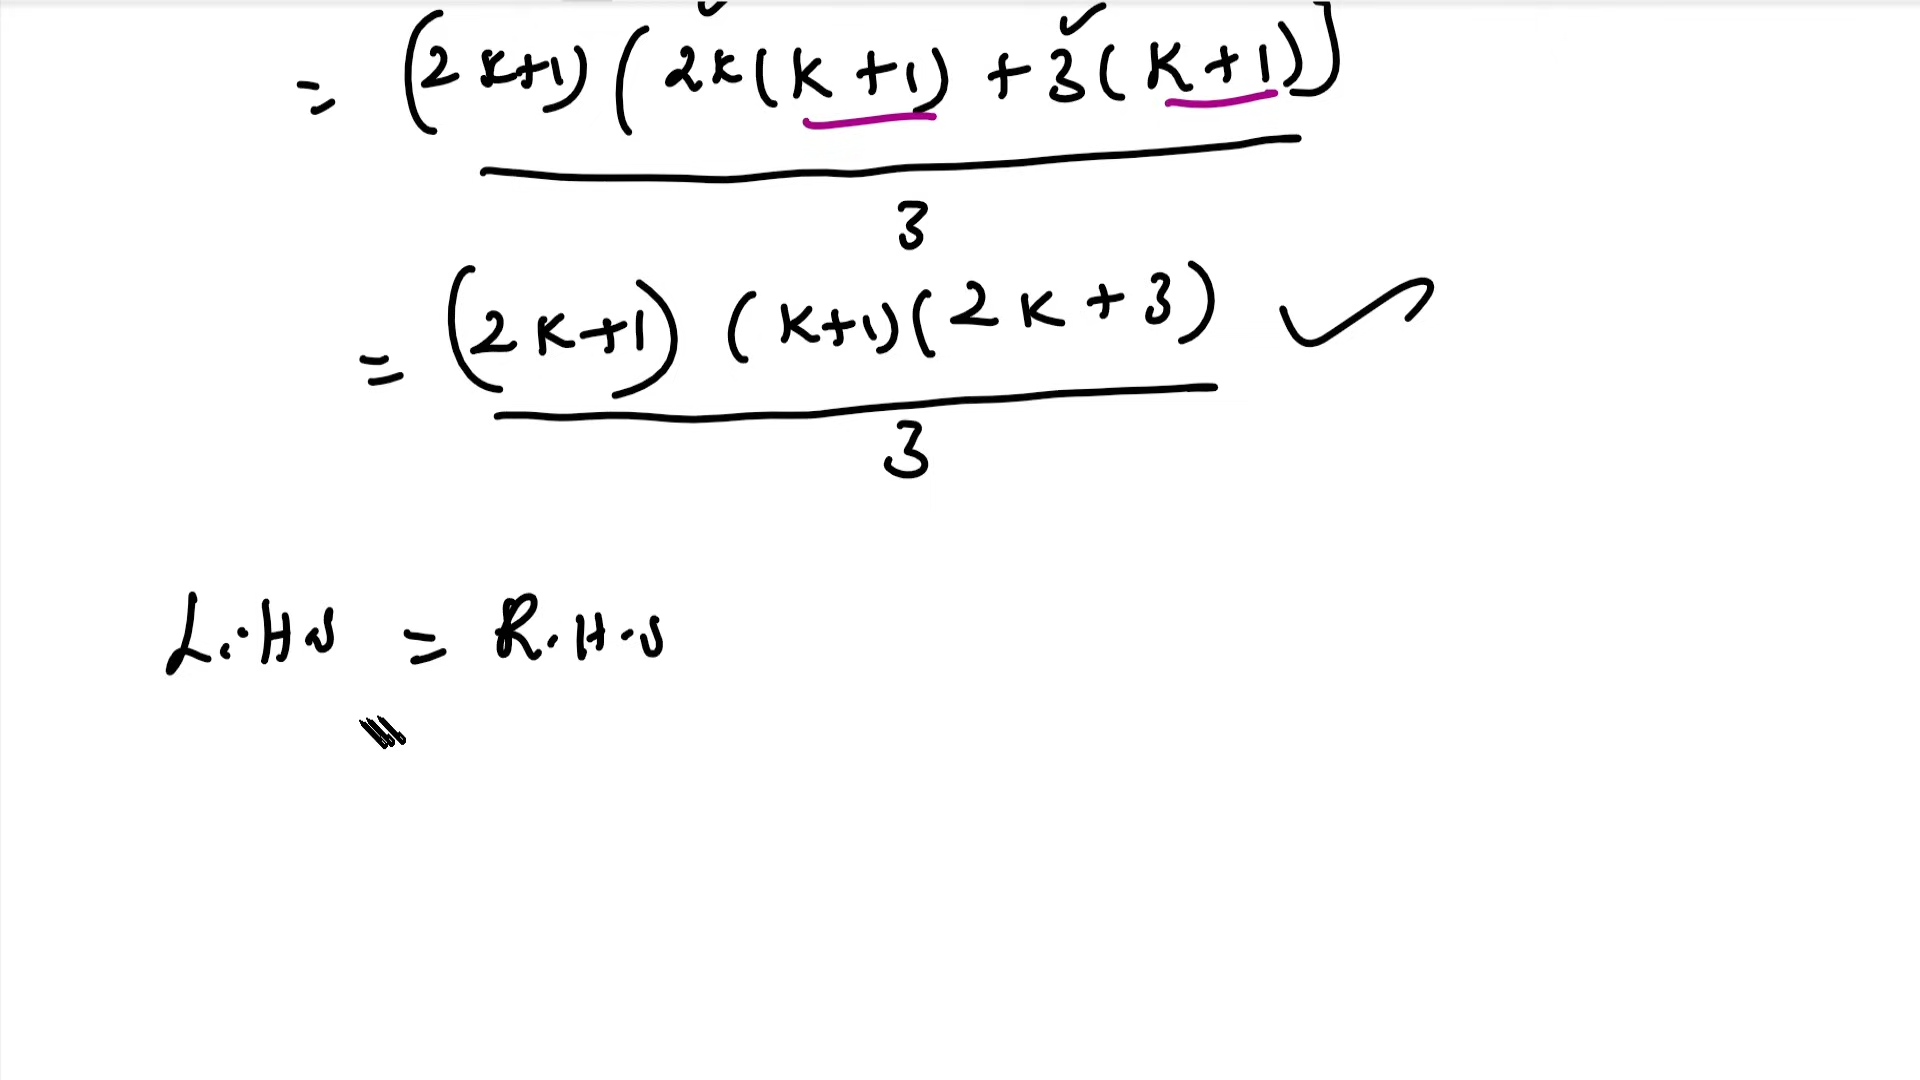 = (2k+1) (2k(k+1) + 3(k+1))]
3
= (2k+1) (k+1)(2k+3) ✓
3
L.H.S = R.H.S